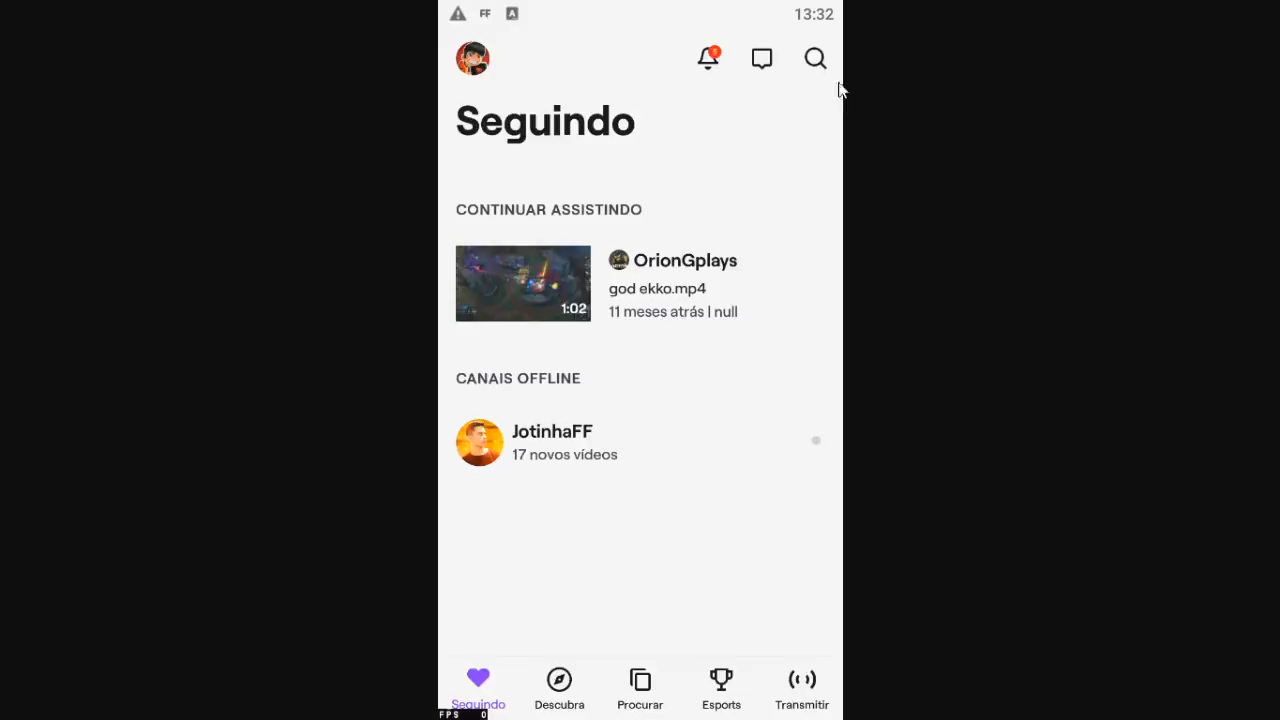 FF A 13:32
Seguindo
CONTINUAR ASSISTINDO
1:02
OrionGplays
god ekko.mp4
11 meses atrás | null
CANAIS OFFLINE
JotinhaFF
17 novos vídeos
Seguindo Descubra Procurar Esports Transmitir
FPS 0